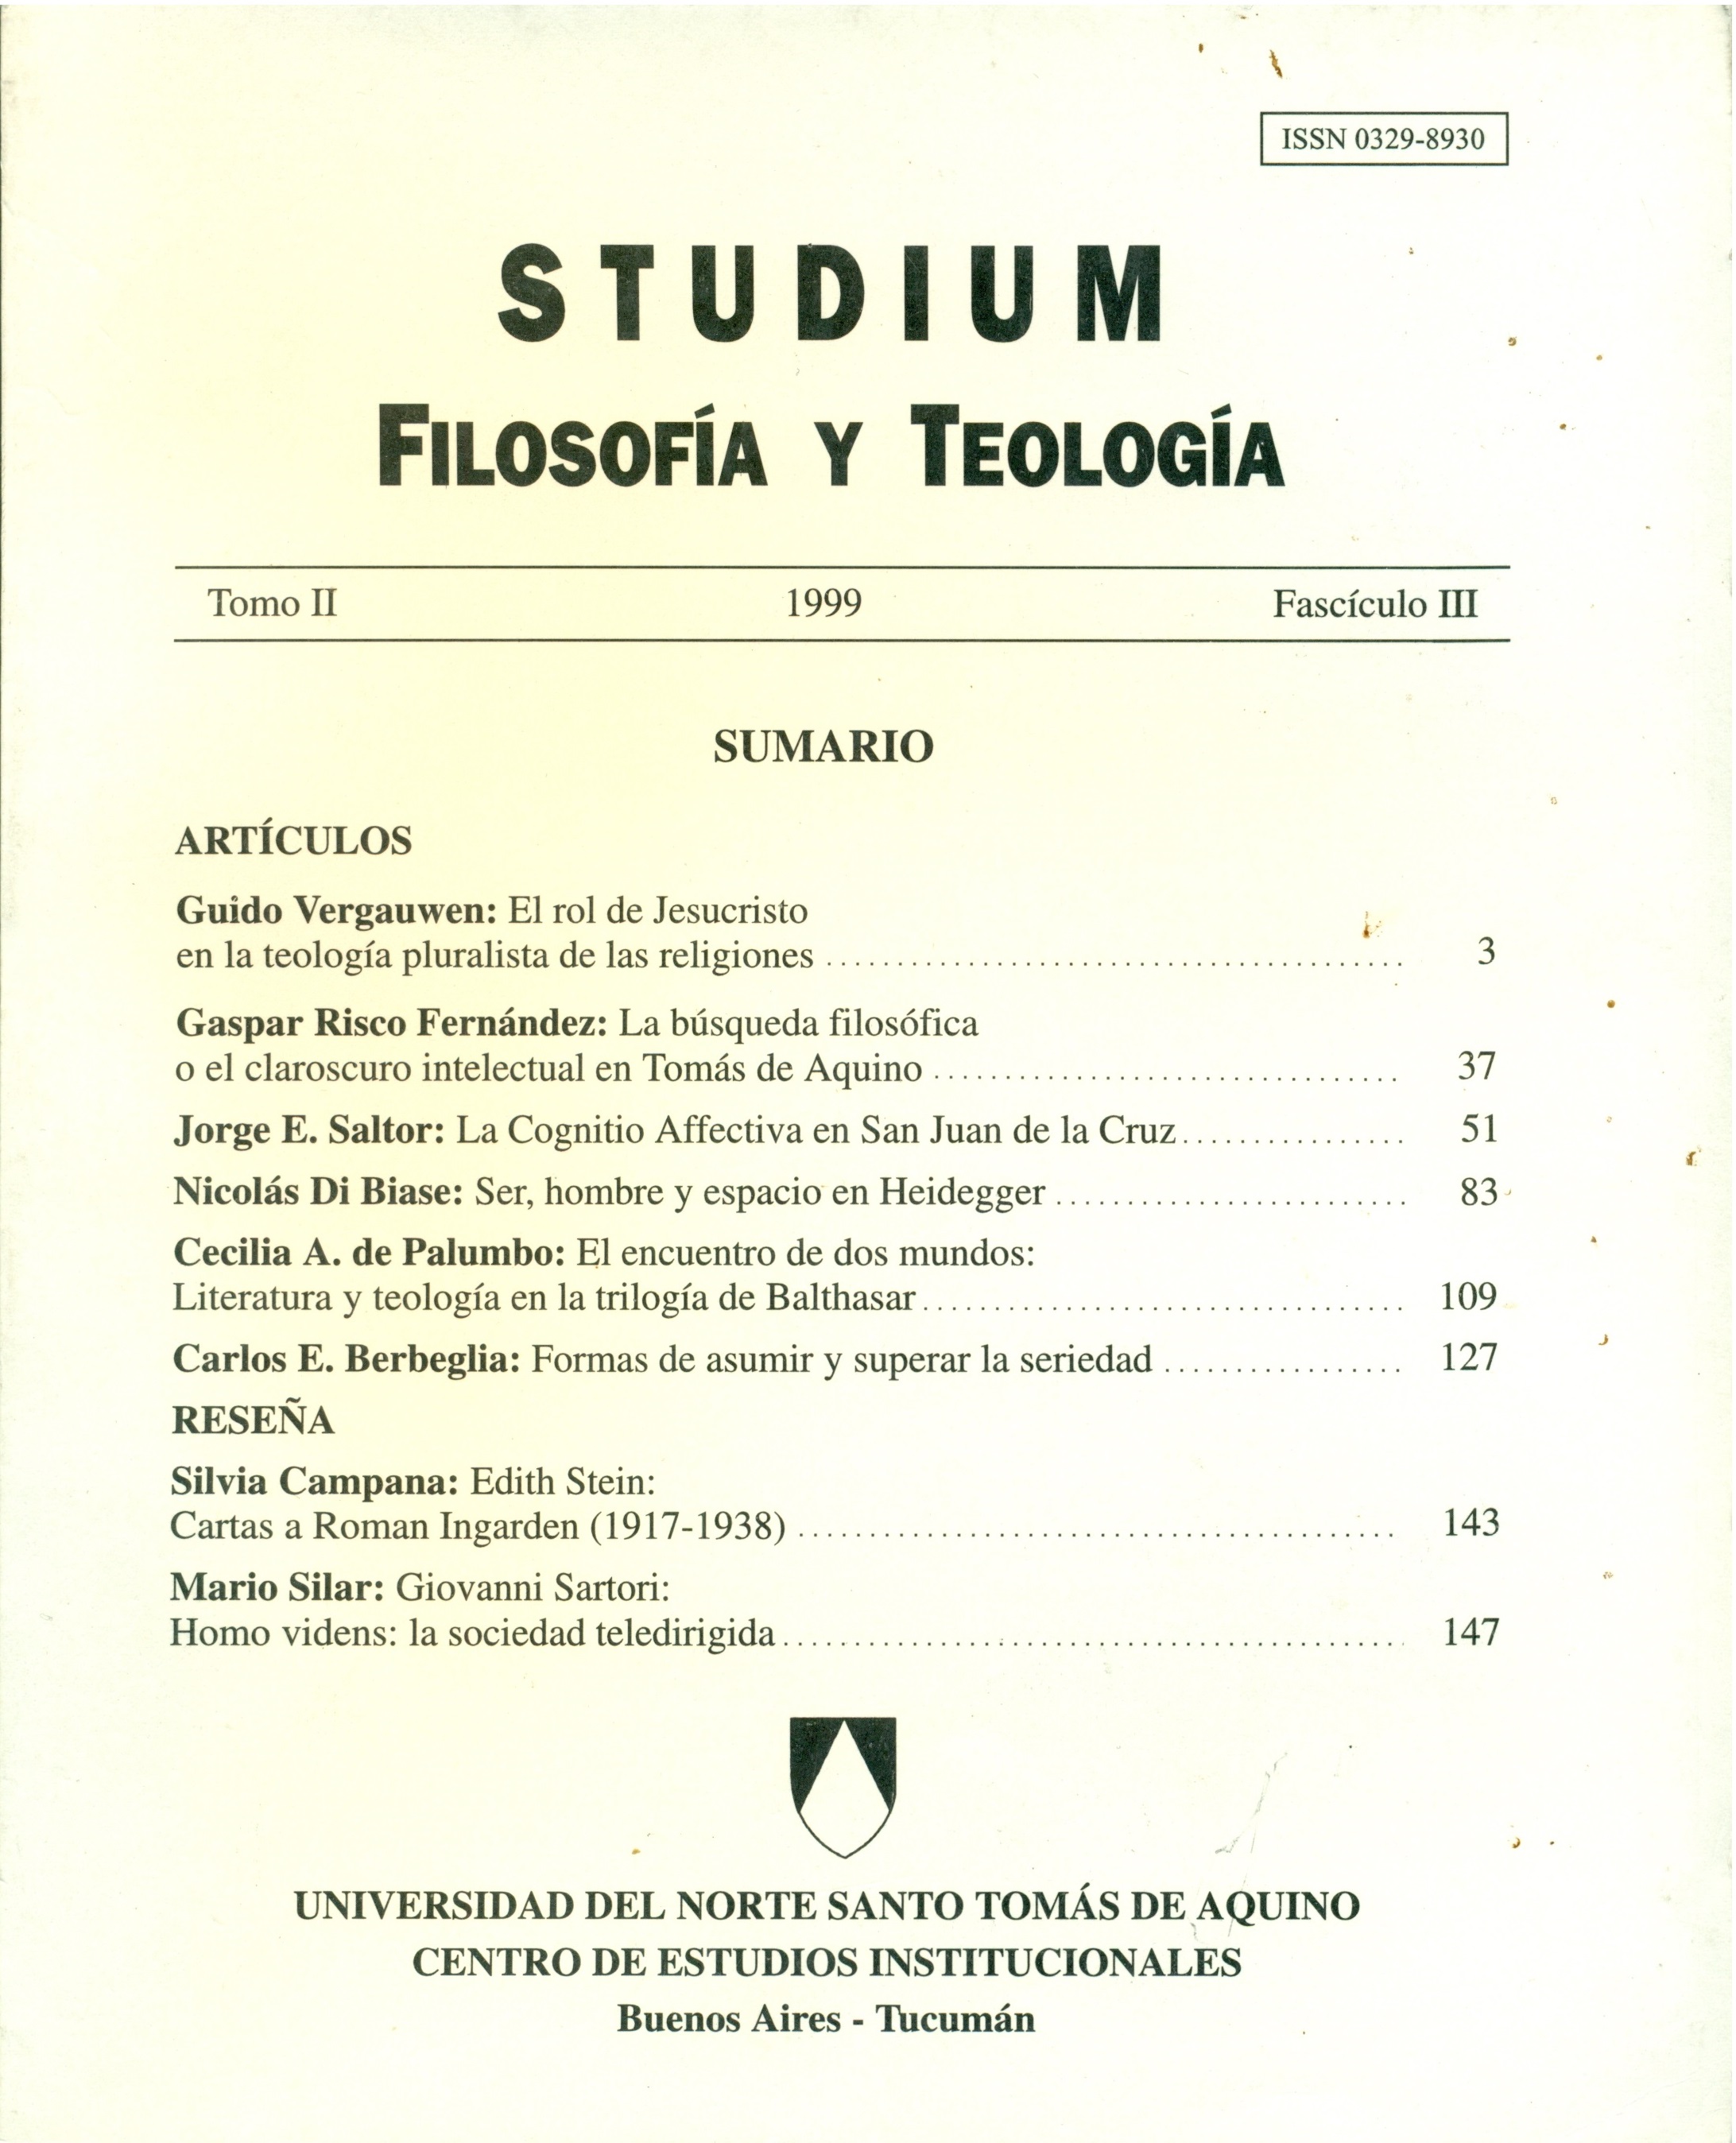 ISSN 0329-8930
STUDIUM
FILOSOFÍA Y TEOLOGÍA
Tomo II 1999 Fascículo III
SUMARIO
ARTÍCULOS
Guido Vergauwen: El rol de Jesucristo
en la teología pluralista de las religiones ........................................ 3
Gaspar Risco Fernández: La búsqueda filosófica
o el claroscuro intelectual en Tomás de Aquino ................................ 37
Jorge E. Saltor: La Cognitio Affectiva en San Juan de la Cruz................ 51
Nicolás Di Biase: Ser, hombre y espacio en Heidegger ........................ 83
Cecilia A. de Palumbo: El encuentro de dos mundos:
Literatura y teología en la trilogía de Balthasar................................. 109
Carlos E. Berbeglia: Formas de asumir y superar la seriedad ................. 127
RESEÑA
Silvia Campana: Edith Stein:
Cartas a Roman Ingarden (1917-1938) .......................................... 143
Mario Silar: Giovanni Sartori:
Homo videns: la sociedad teledirigida............................................ 147
UNIVERSIDAD DEL NORTE SANTO TOMÁS DE AQUINO
CENTRO DE ESTUDIOS INSTITUCIONALES
Buenos Aires - Tucumán